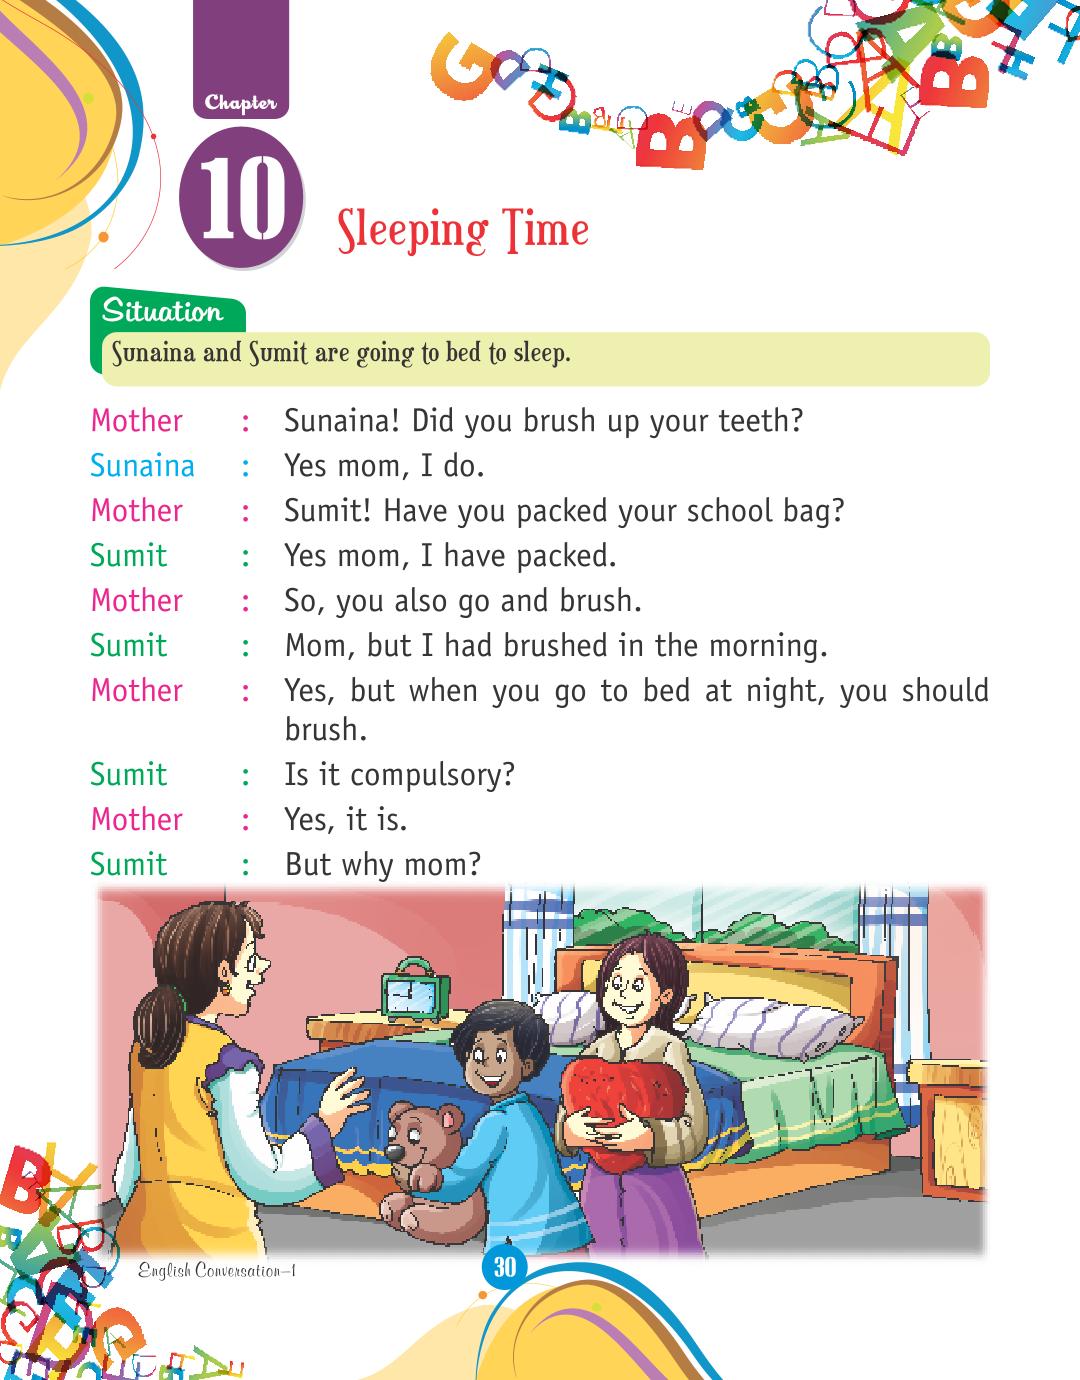 Chapter
10
Sleeping Time
Situation
Sunaina and Sumit are going to bed to sleep.
Mother : Sunaina! Did you brush up your teeth?
Sunaina : Yes mom, I do.
Mother : Sumit! Have you packed your school bag?
Sumit : Yes mom, I have packed.
Mother : So, you also go and brush.
Sumit : Mom, but I had brushed in the morning.
Mother : Yes, but when you go to bed at night, you should
brush.
Sumit : Is it compulsory?
Mother : Yes, it is.
Sumit : But why mom?
English Conversation–1
30